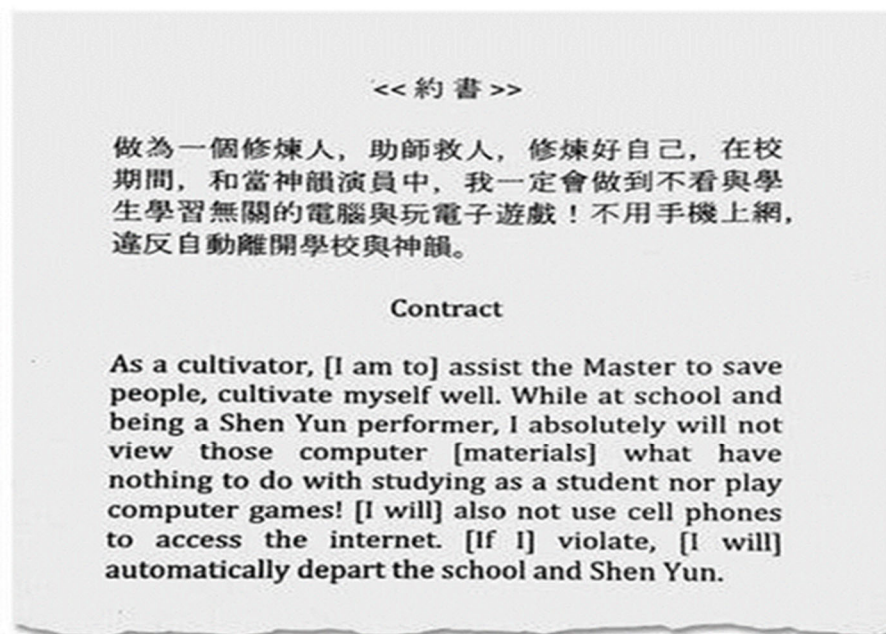 <<約書>>
做為一個修煉人，助師救人，修煉好自己，在校
期間，和當神韻演員中，我一定會做到不看與學
生學習無關的電腦與玩電子遊戲！不用手機上網，
違反自動離開學校與神韻。
Contract
As a cultivator, [I am to] assist the Master to save
people, cultivate myself well. While at school and
being a Shen Yun performer, I absolutely will not
view those computer [materials] what have
nothing to do with studying as a student nor play
computer games! [I will] also not use cell phones
to access the internet. [If I] violate, [I will]
automatically depart the school and Shen Yun.